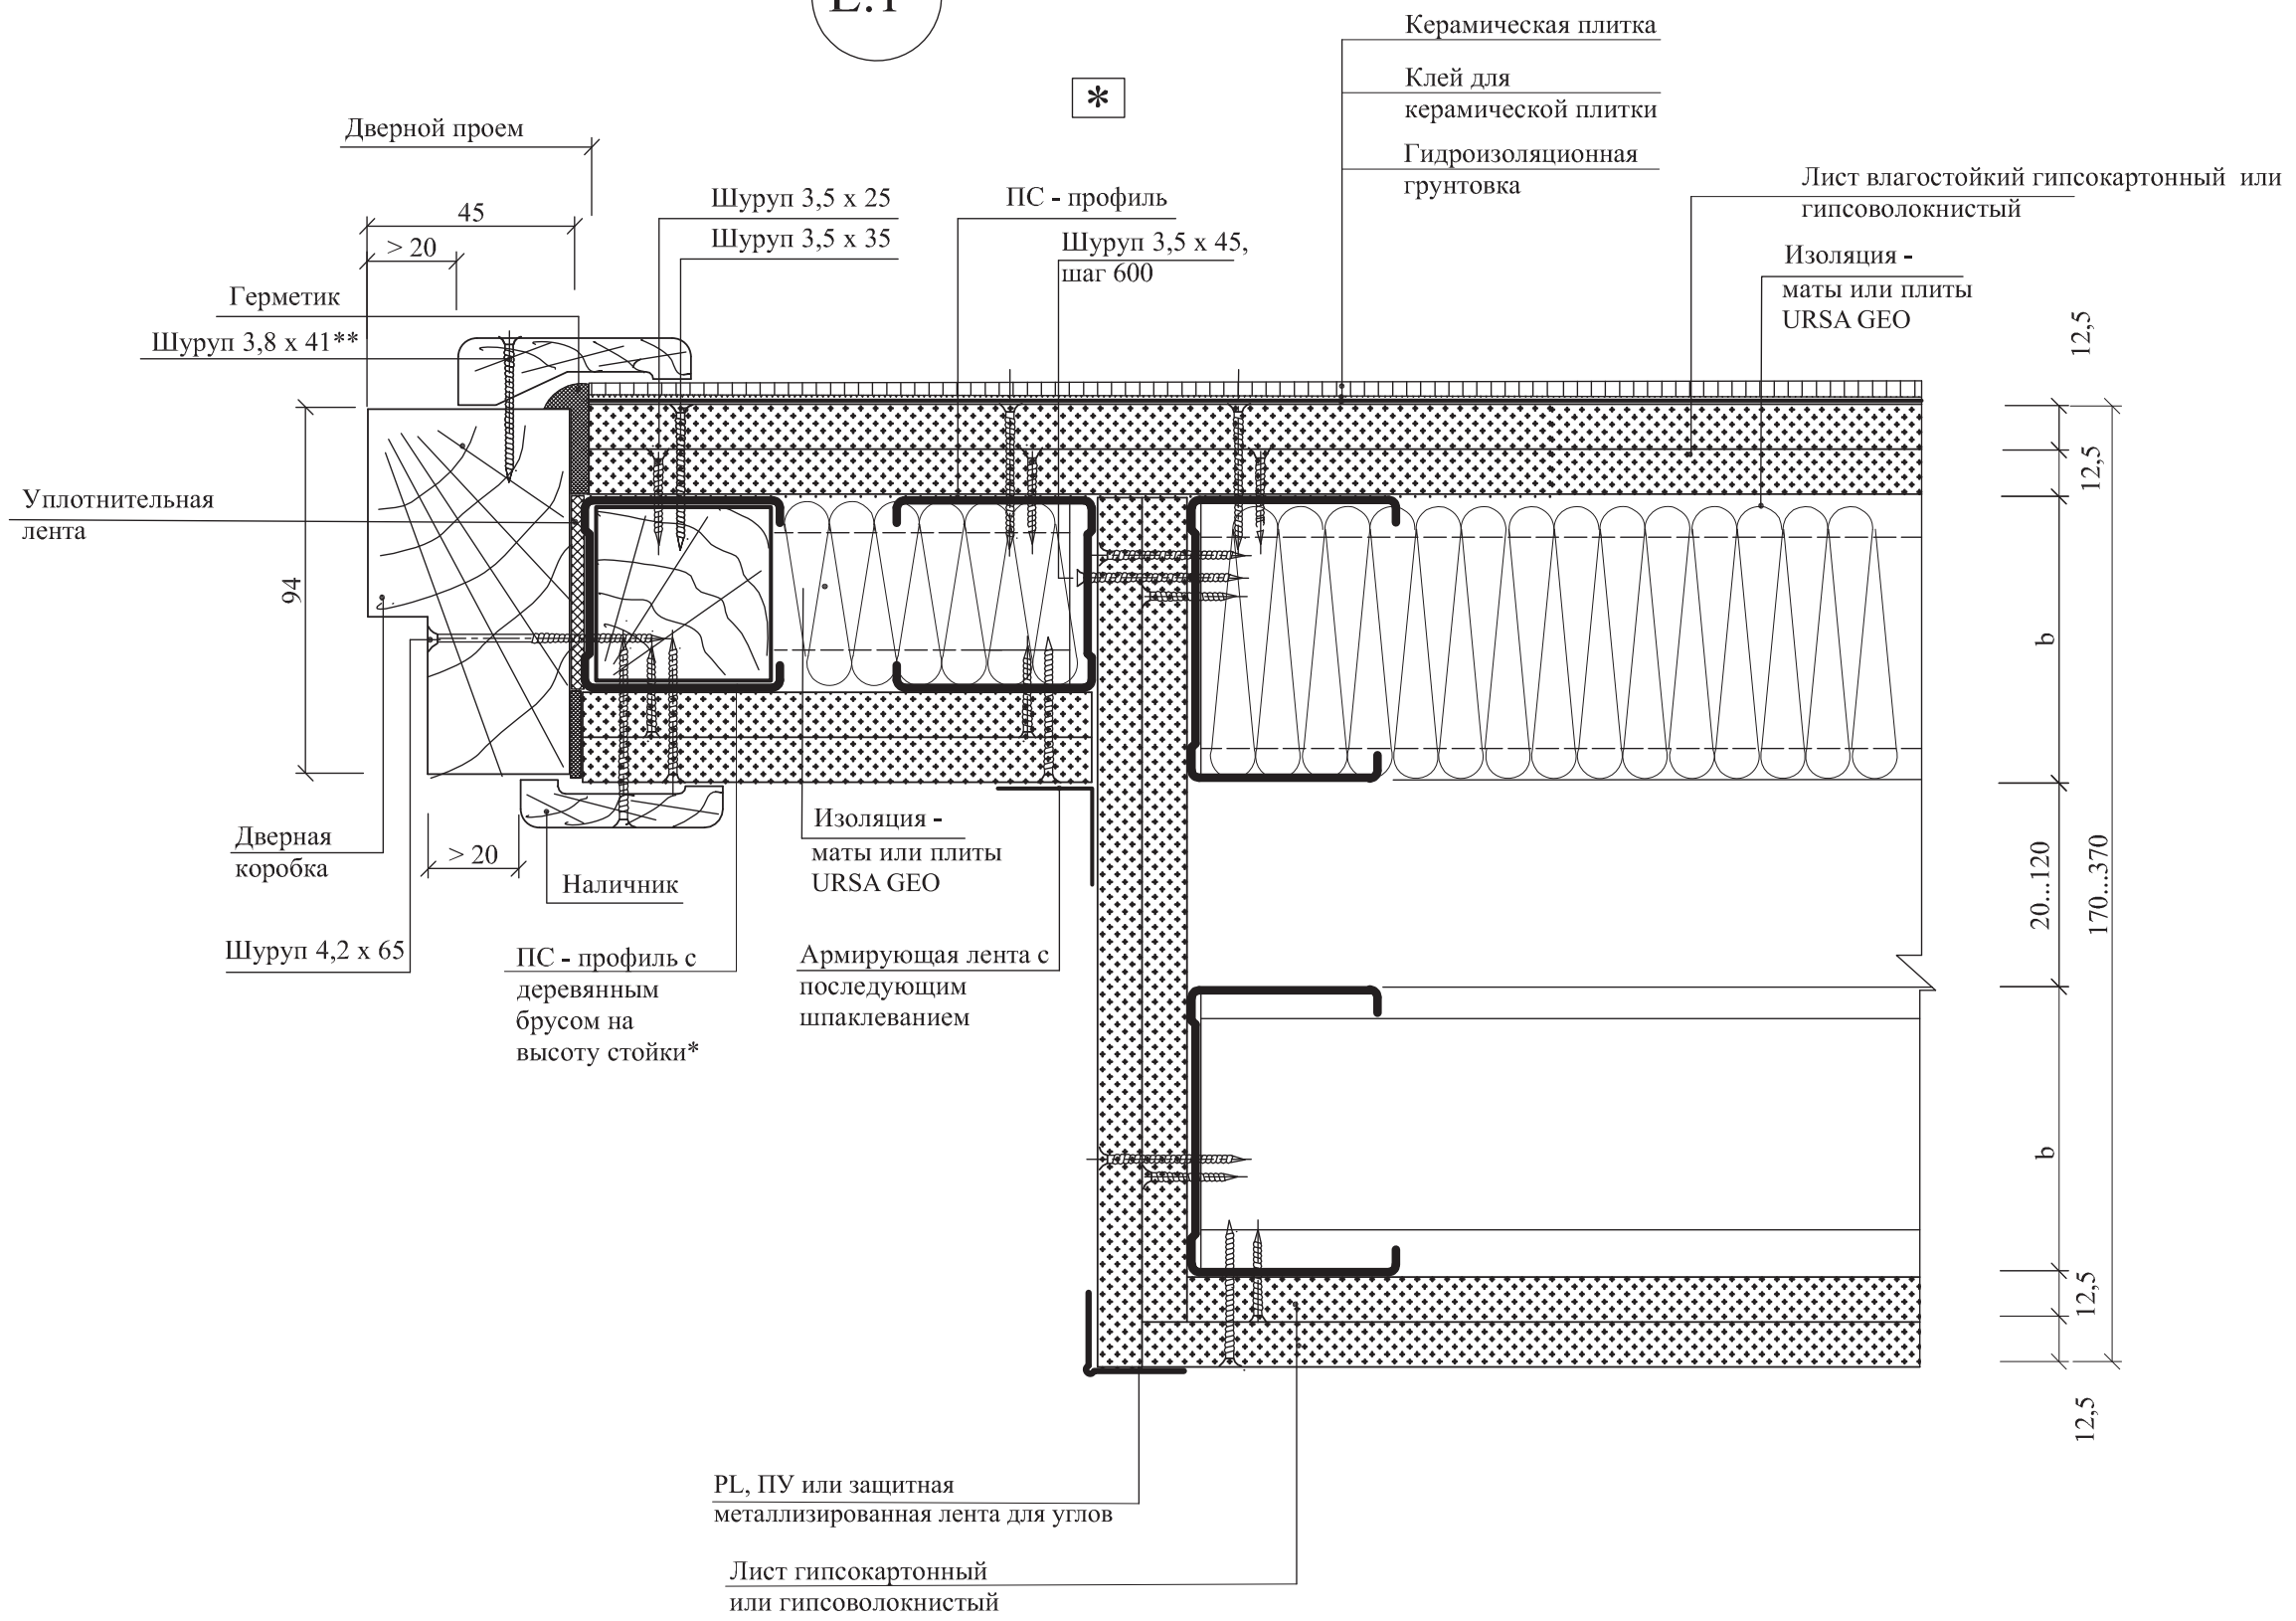 Керамическая плитка
Клей для
керамической плитки
Гидроизоляционная
грунтовка
*
Дверной проем
Лист влагостойкий гипсокартонный или
гипсоволокнистый
Шуруп 3,5 х 25
Шуруп 3,5 х 35
ПС - профиль
Шуруп 3,5 х 45,
шаг 600
Изоляция -
маты или плиты
URSA GEO
45
> 20
Герметик
Шуруп 3,8 х 41**
12,5
12,5
Уплотнительная
лента
94
b
Дверная
коробка
> 20
Наличник
Шуруп 4,2 х 65
Изоляция -
маты или плиты
URSA GEO
ПС - профиль с
деревянным
брусом на
высоту стойки*
Армирующая лента с
последующим
шпаклеванием
20...120
170...370
b
12,5
12,5
PL, ПУ или защитная
металлизированная лента для углов
Лист гипсокартонный
или гипсоволокнистый